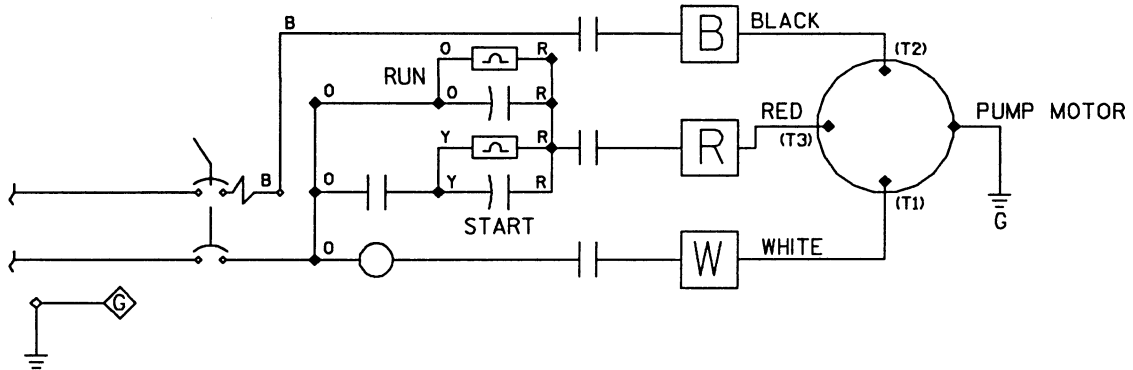 B
B
BLACK
(T2)
O
R
RUN
O
O
R
RED
(T3)
R
PUMP MOTOR
Y
R
B
O
Y
R
START
(T1)
G
O
W
WHITE
G